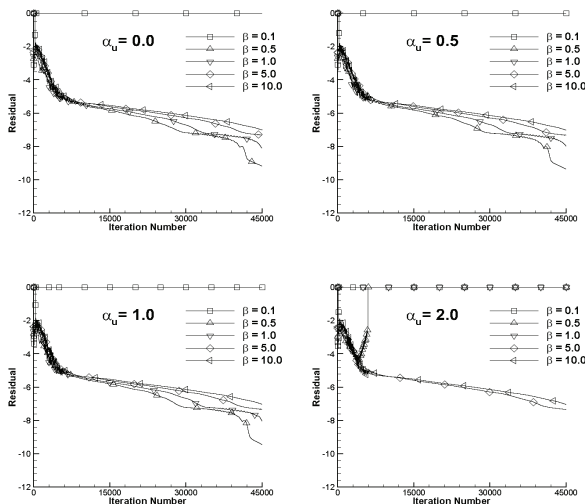 0
-2
-4
-6
-8
-10
-12
Residual
α_u = 0.0
β = 0.1
β = 0.5
β = 1.0
β = 5.0
β = 10.0
0 15000 30000 45000
Iteration Number
0
-2
-4
-6
-8
-10
-12
Residual
α_u = 0.5
β = 0.1
β = 0.5
β = 1.0
β = 5.0
β = 10.0
0 15000 30000 45000
Iteration Number
0
-2
-4
-6
-8
-10
-12
Residual
α_u = 1.0
β = 0.1
β = 0.5
β = 1.0
β = 5.0
β = 10.0
0 15000 30000 45000
Iteration Number
0
-2
-4
-6
-8
-10
-12
Residual
α_u = 2.0
β = 0.1
β = 0.5
β = 1.0
β = 5.0
β = 10.0
0 15000 30000 45000
Iteration Number